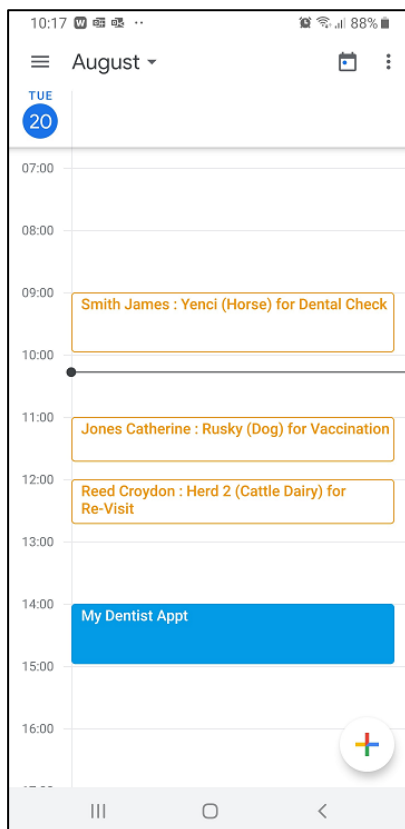 10:17 88%
August
TUE
20
07:00
08:00
09:00
Smith James : Yenci (Horse) for Dental Check
10:00
11:00
Jones Catherine : Rusky (Dog) for Vaccination
12:00
Reed Croydon : Herd 2 (Cattle Dairy) for
Re-Visit
13:00
14:00
My Dentist Appt
15:00
16:00